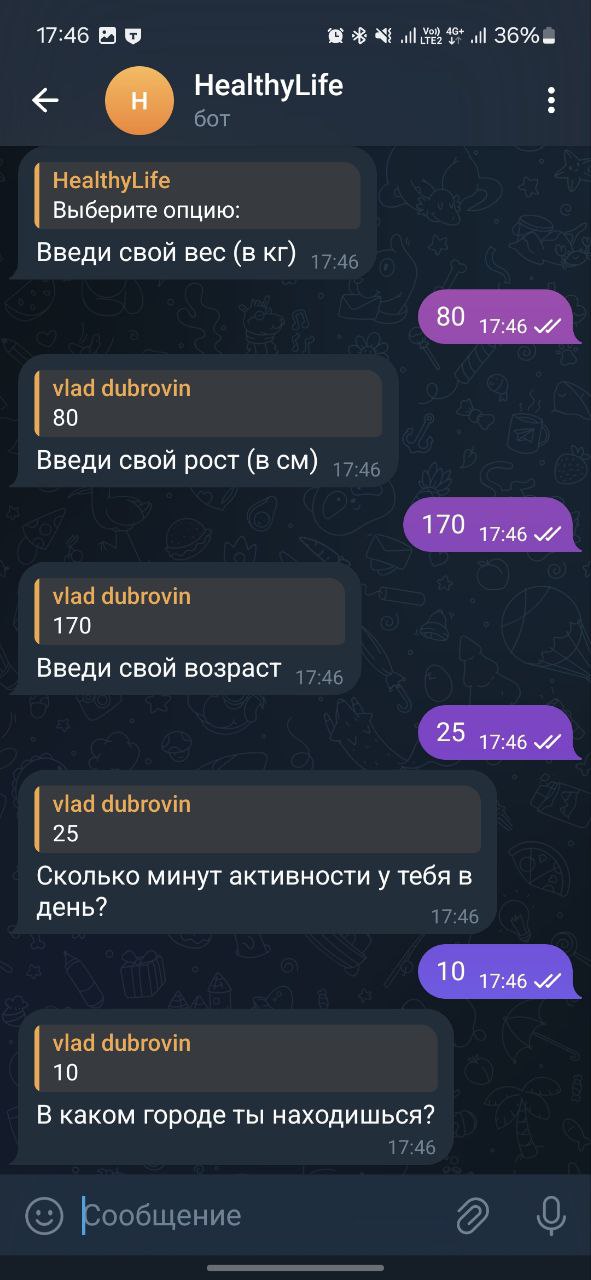 17:46
Vo)) 4G+ 36%
LTE2
H
HealthyLife
бот
HealthyLife
Выберите опцию:
Введи свой вес (в кг) 17:46
80 17:46
vlad dubrovin
80
Введи свой рост (в см) 17:46
170 17:46
vlad dubrovin
170
Введи свой возраст 17:46
25 17:46
vlad dubrovin
25
Сколько минут активности у тебя в
день?
17:46
10 17:46
vlad dubrovin
10
В каком городе ты находишься?
17:46
Сообщение